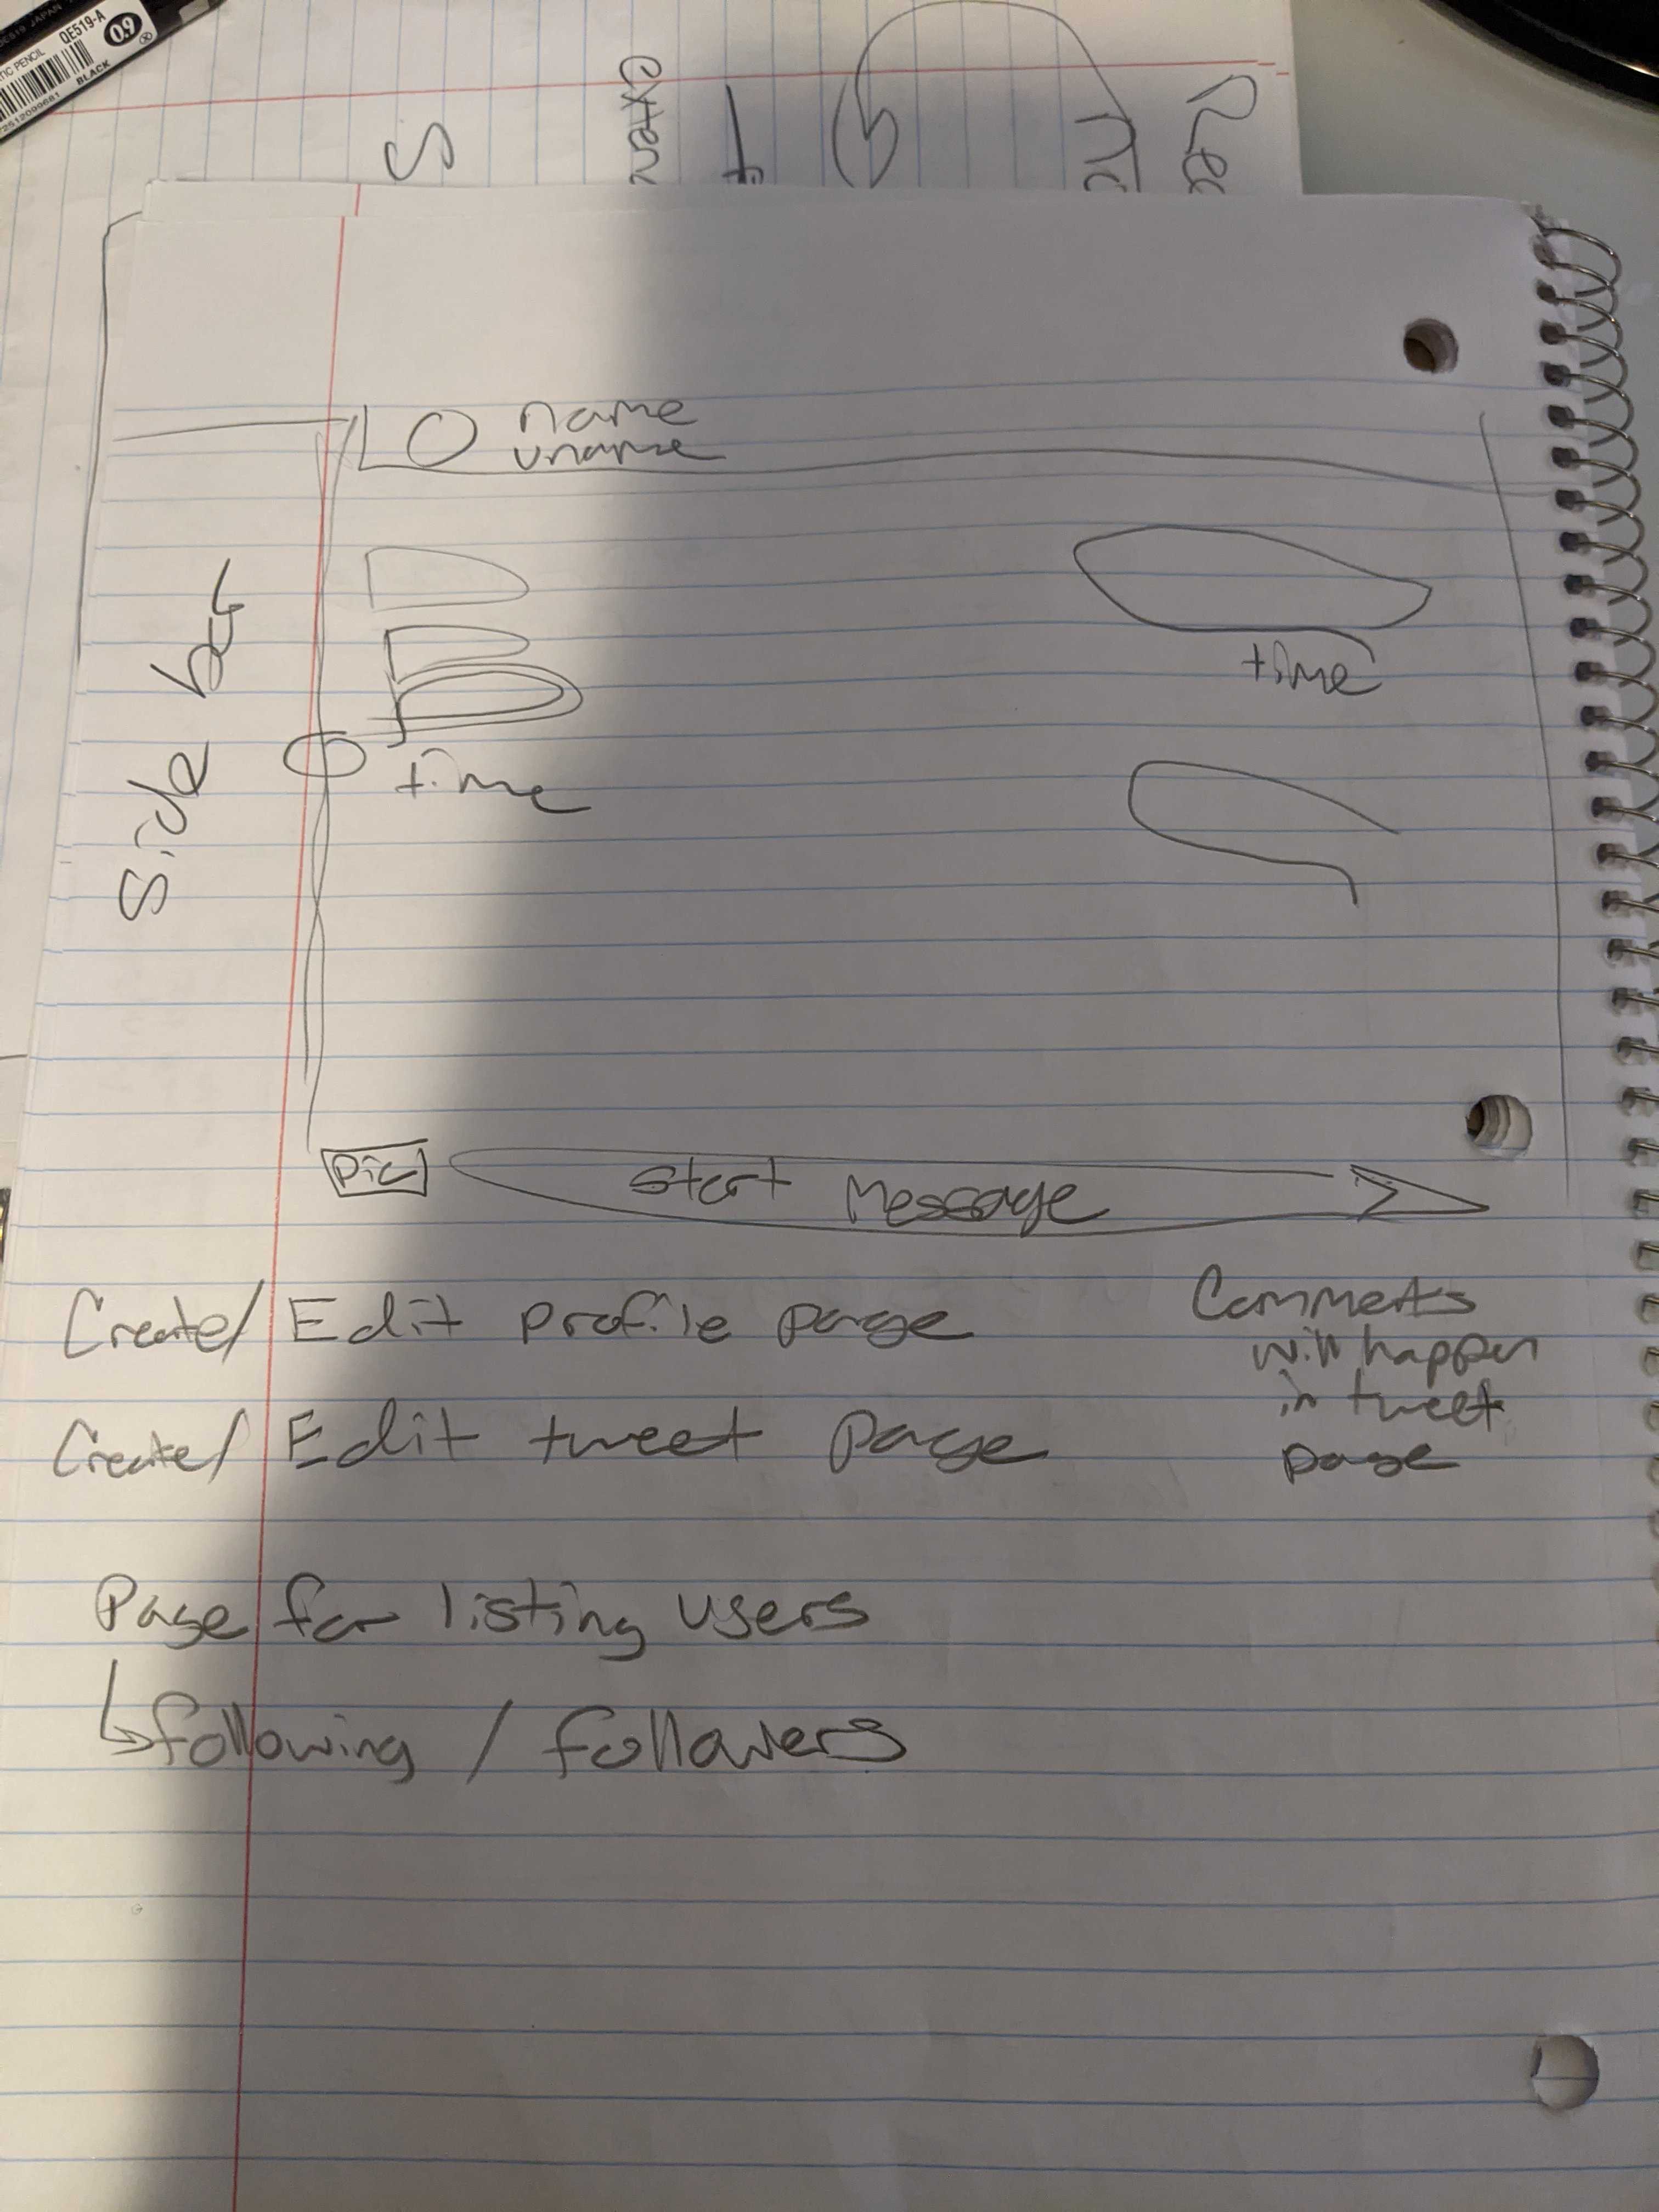 JAPAN
TIC PENCIL QE519-A
0.9
BLACK
S
exten
Rec
name
uname
Side bar
time
time
pic
start Message
Create/ Edit profile page
Comments
will happen
in tweet
page
Create/ Edit tweet page
Page for listing users
following / followers